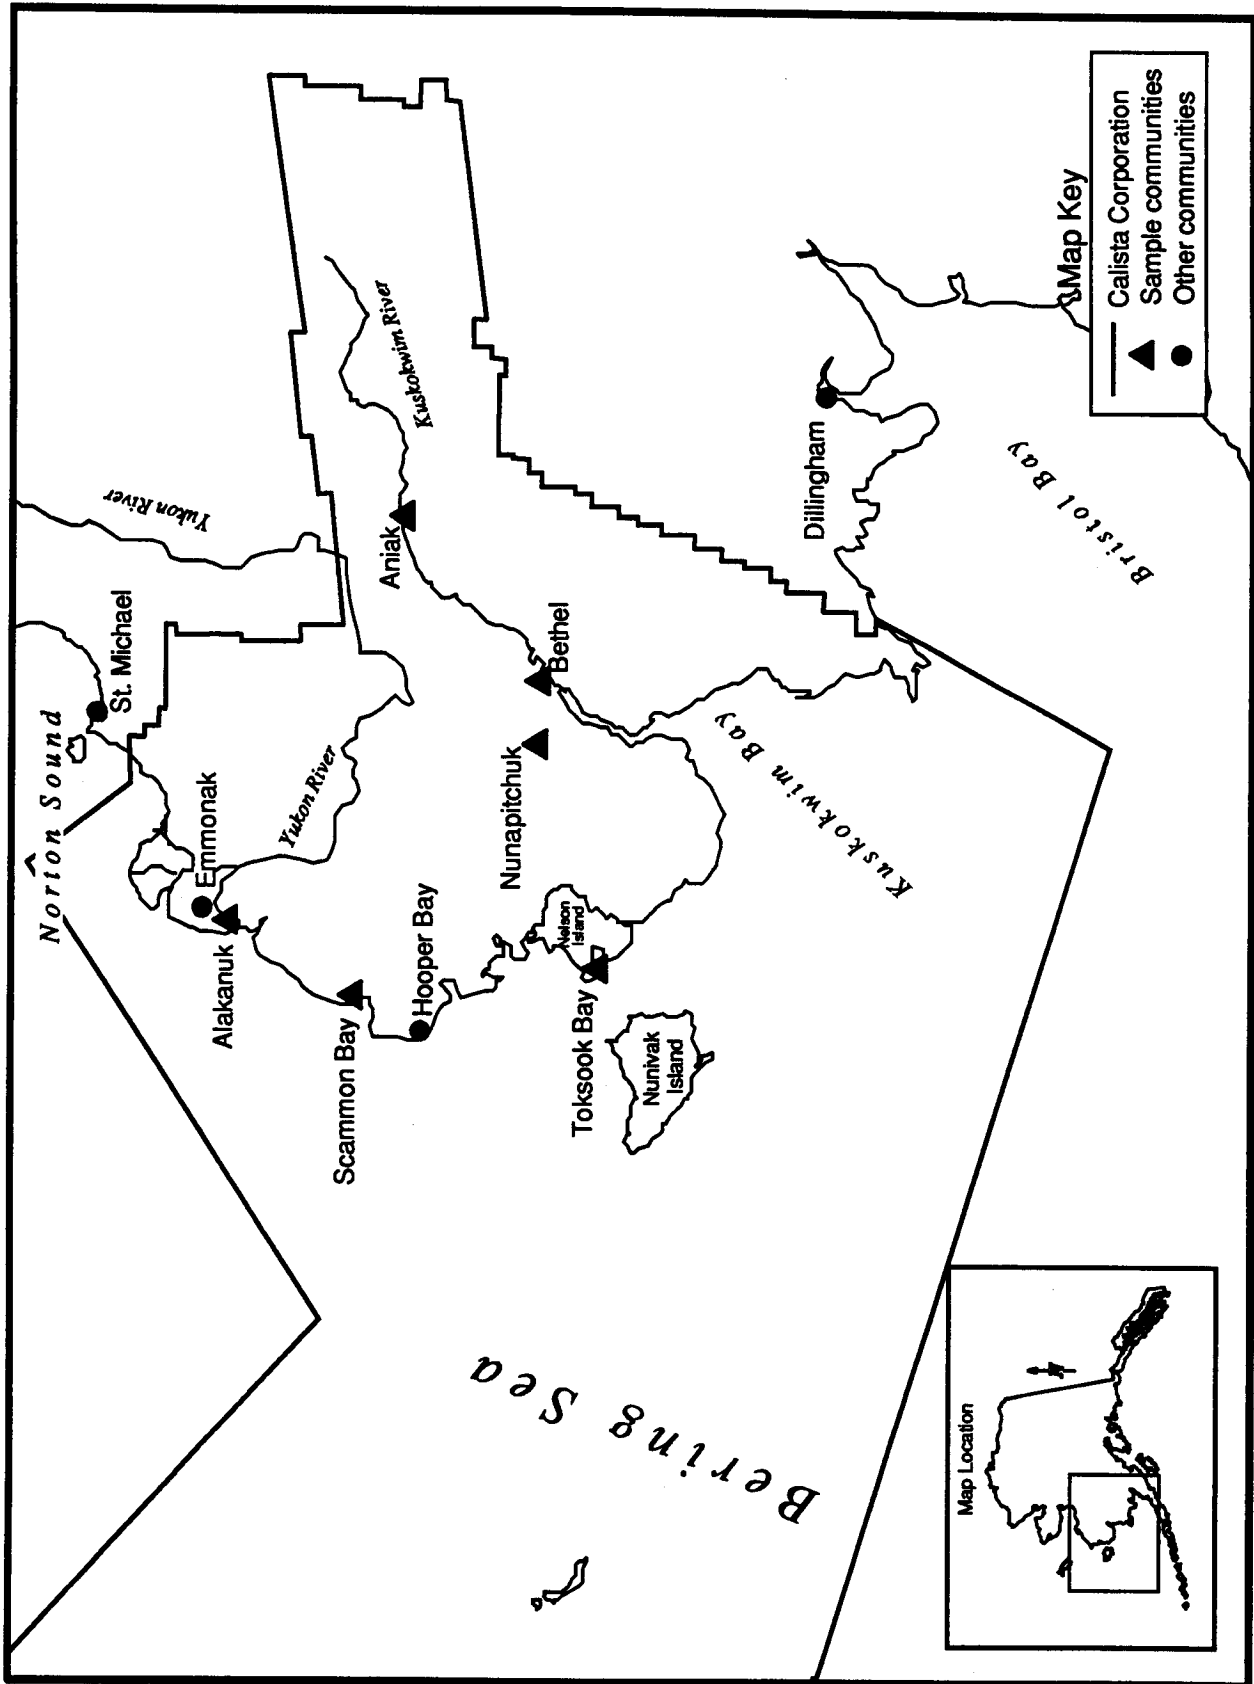 Norton Sound
St. Michael
Yukon River
Emmonak
Alakanuk
Yukon River
Kuskokwim River
Aniak
Scammon Bay
Hooper Bay
Nunapitchuk
Bethel
Nelson
Island
Toksook Bay
Nunivak
Island
Kuskokwim Bay
Dillingham
Bristol Bay
Bering Sea
Map Key
Calista Corporation
Sample communities
Other communities
Map Location
N